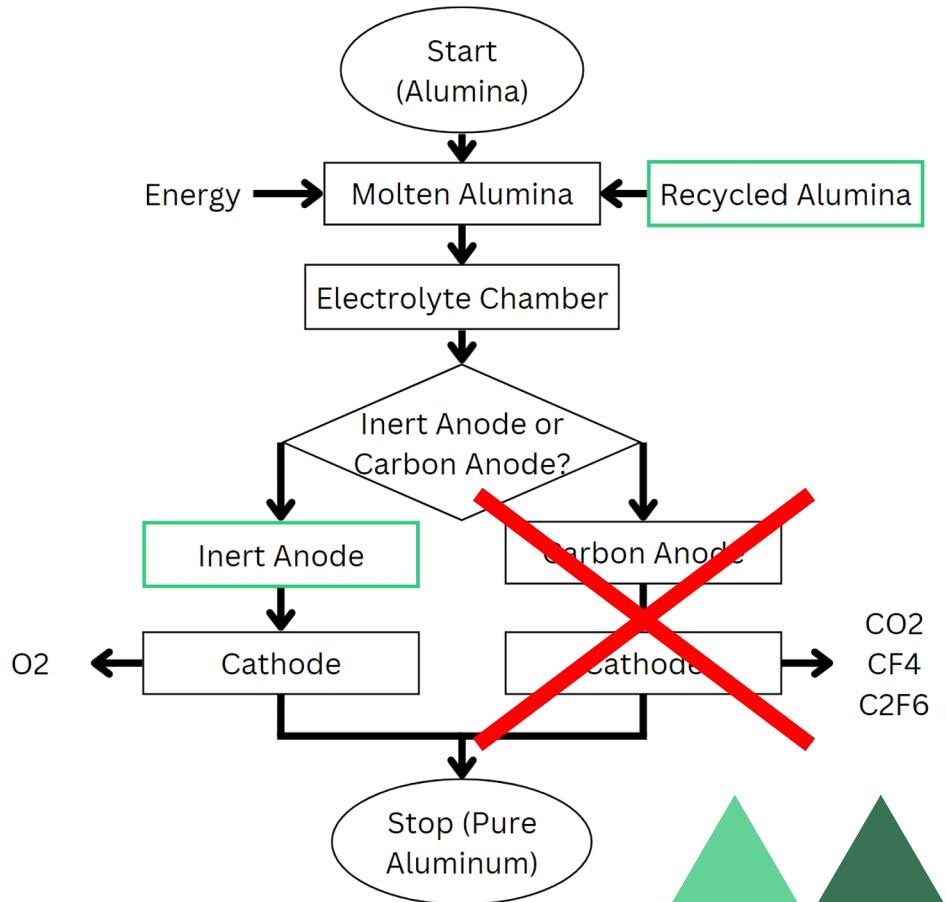 Start
(Alumina)
Energy
Molten Alumina
Recycled Alumina
Electrolyte Chamber
Inert Anode or
Carbon Anode?
Inert Anode
Carbon Anode
O2
Cathode
Cathode
CO2
CF4
C2F6
Stop (Pure
Aluminum)